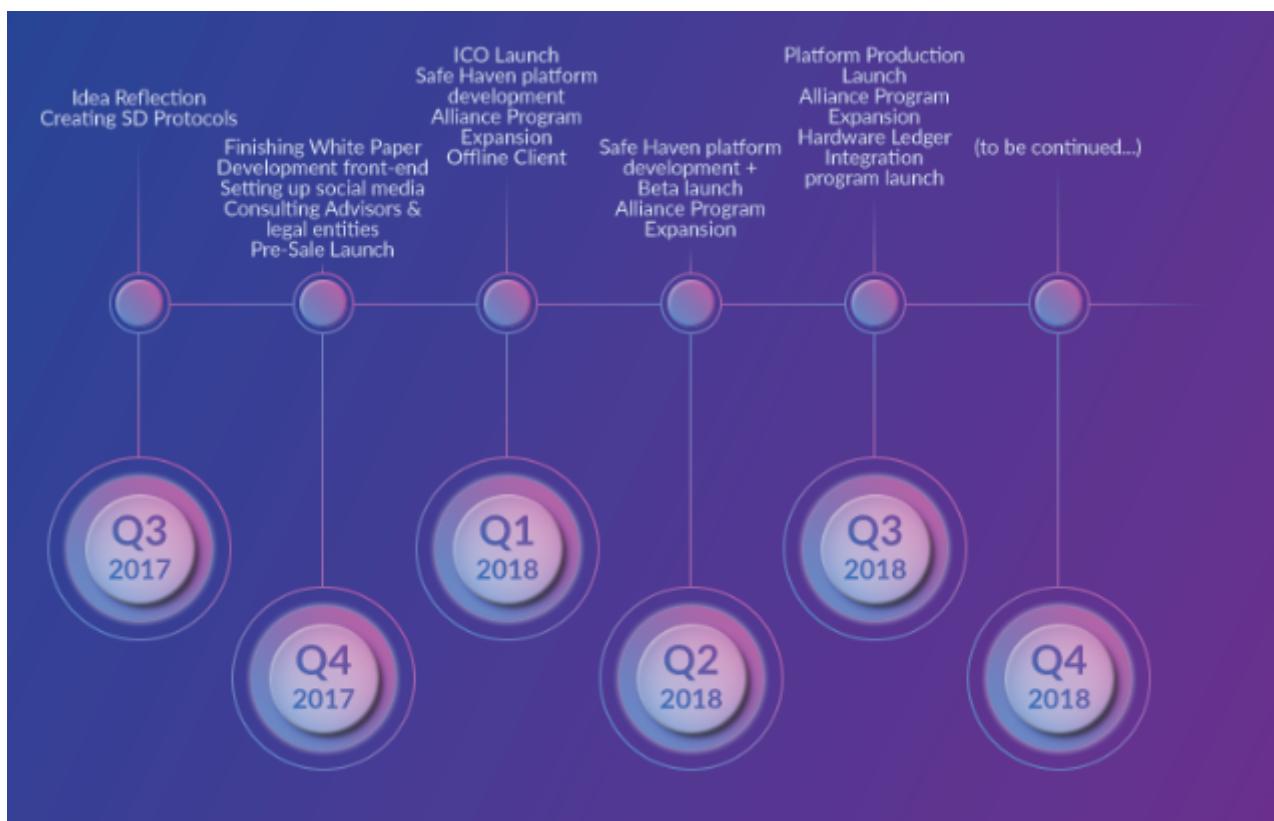 Idea Reflection
Creating SD Protocols
Finishing White Paper
Development front-end
Setting up social media
Consulting Advisors &
legal entities
Pre-Sale Launch
ICO Launch
Safe Haven platform
development
Alliance Program
Expansion
Offline Client
Safe Haven platform
development +
Beta launch
Alliance Program
Expansion
Platform Production
Launch
Alliance Program
Expansion
Hardware Ledger
Integration
program launch
(to be continued...)
Q3
2017
Q4
2017
Q1
2018
Q2
2018
Q3
2018
Q4
2018